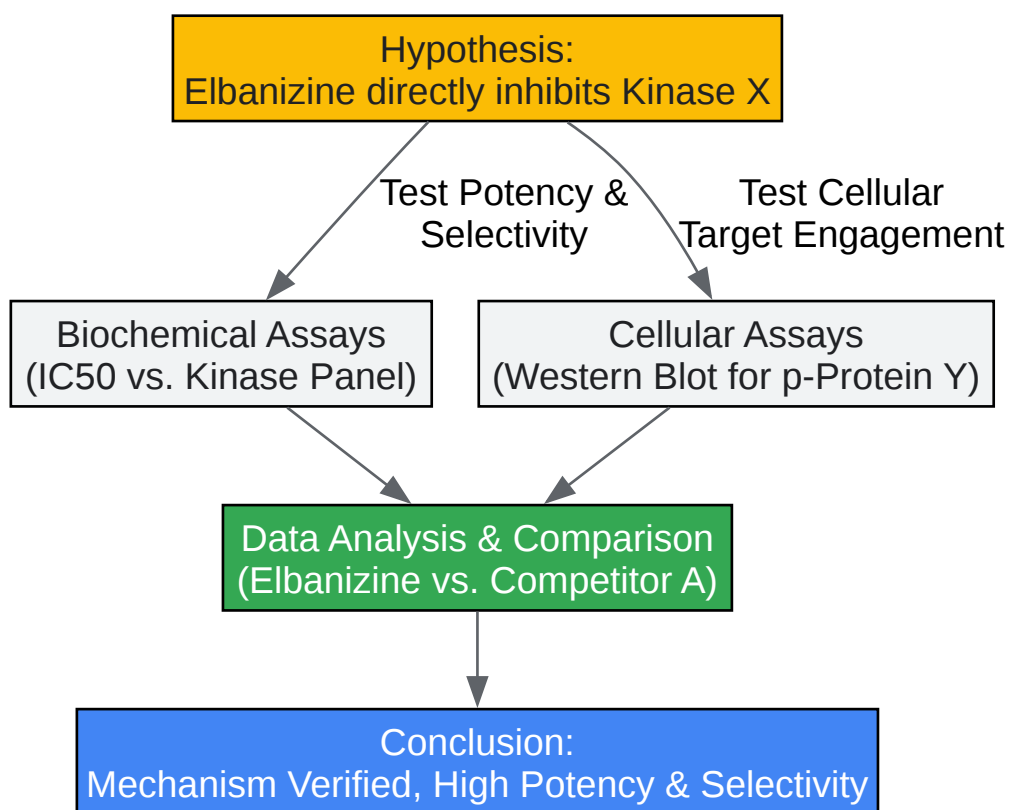 Hypothesis:
Elbanizine directly inhibits Kinase X
Test Potency &
Selectivity
Test Cellular
Target Engagement
Biochemical Assays
(IC50 vs. Kinase Panel)
Cellular Assays
(Western Blot for p-Protein Y)
Data Analysis & Comparison
(Elbanizine vs. Competitor A)
Conclusion:
Mechanism Verified, High Potency & Selectivity